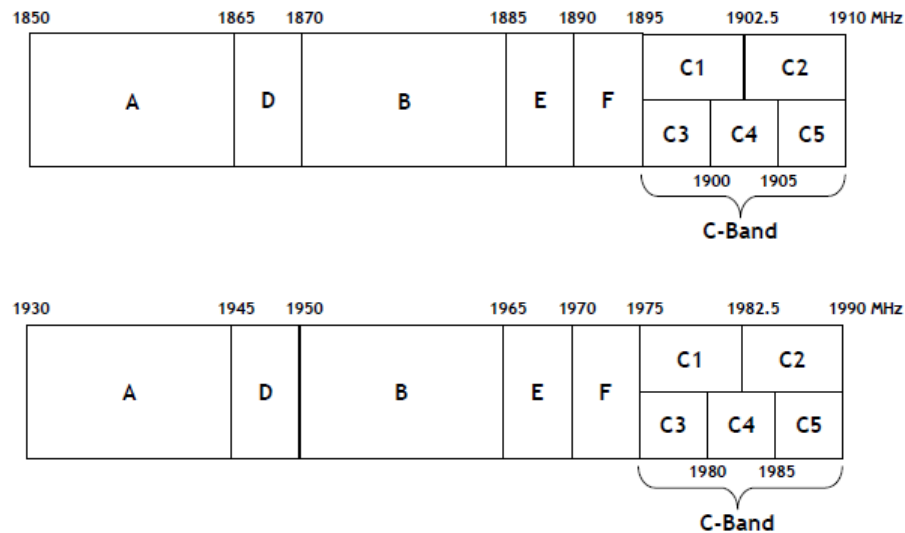 1850 1865 1870 1885 1890 1895 1902.5 1910 MHz
C1 C2
A D B E F
C3 C4 C5
1900 1905
C-Band
1930 1945 1950 1965 1970 1975 1982.5 1990 MHz
C1 C2
A D B E F
C3 C4 C5
1980 1985
C-Band